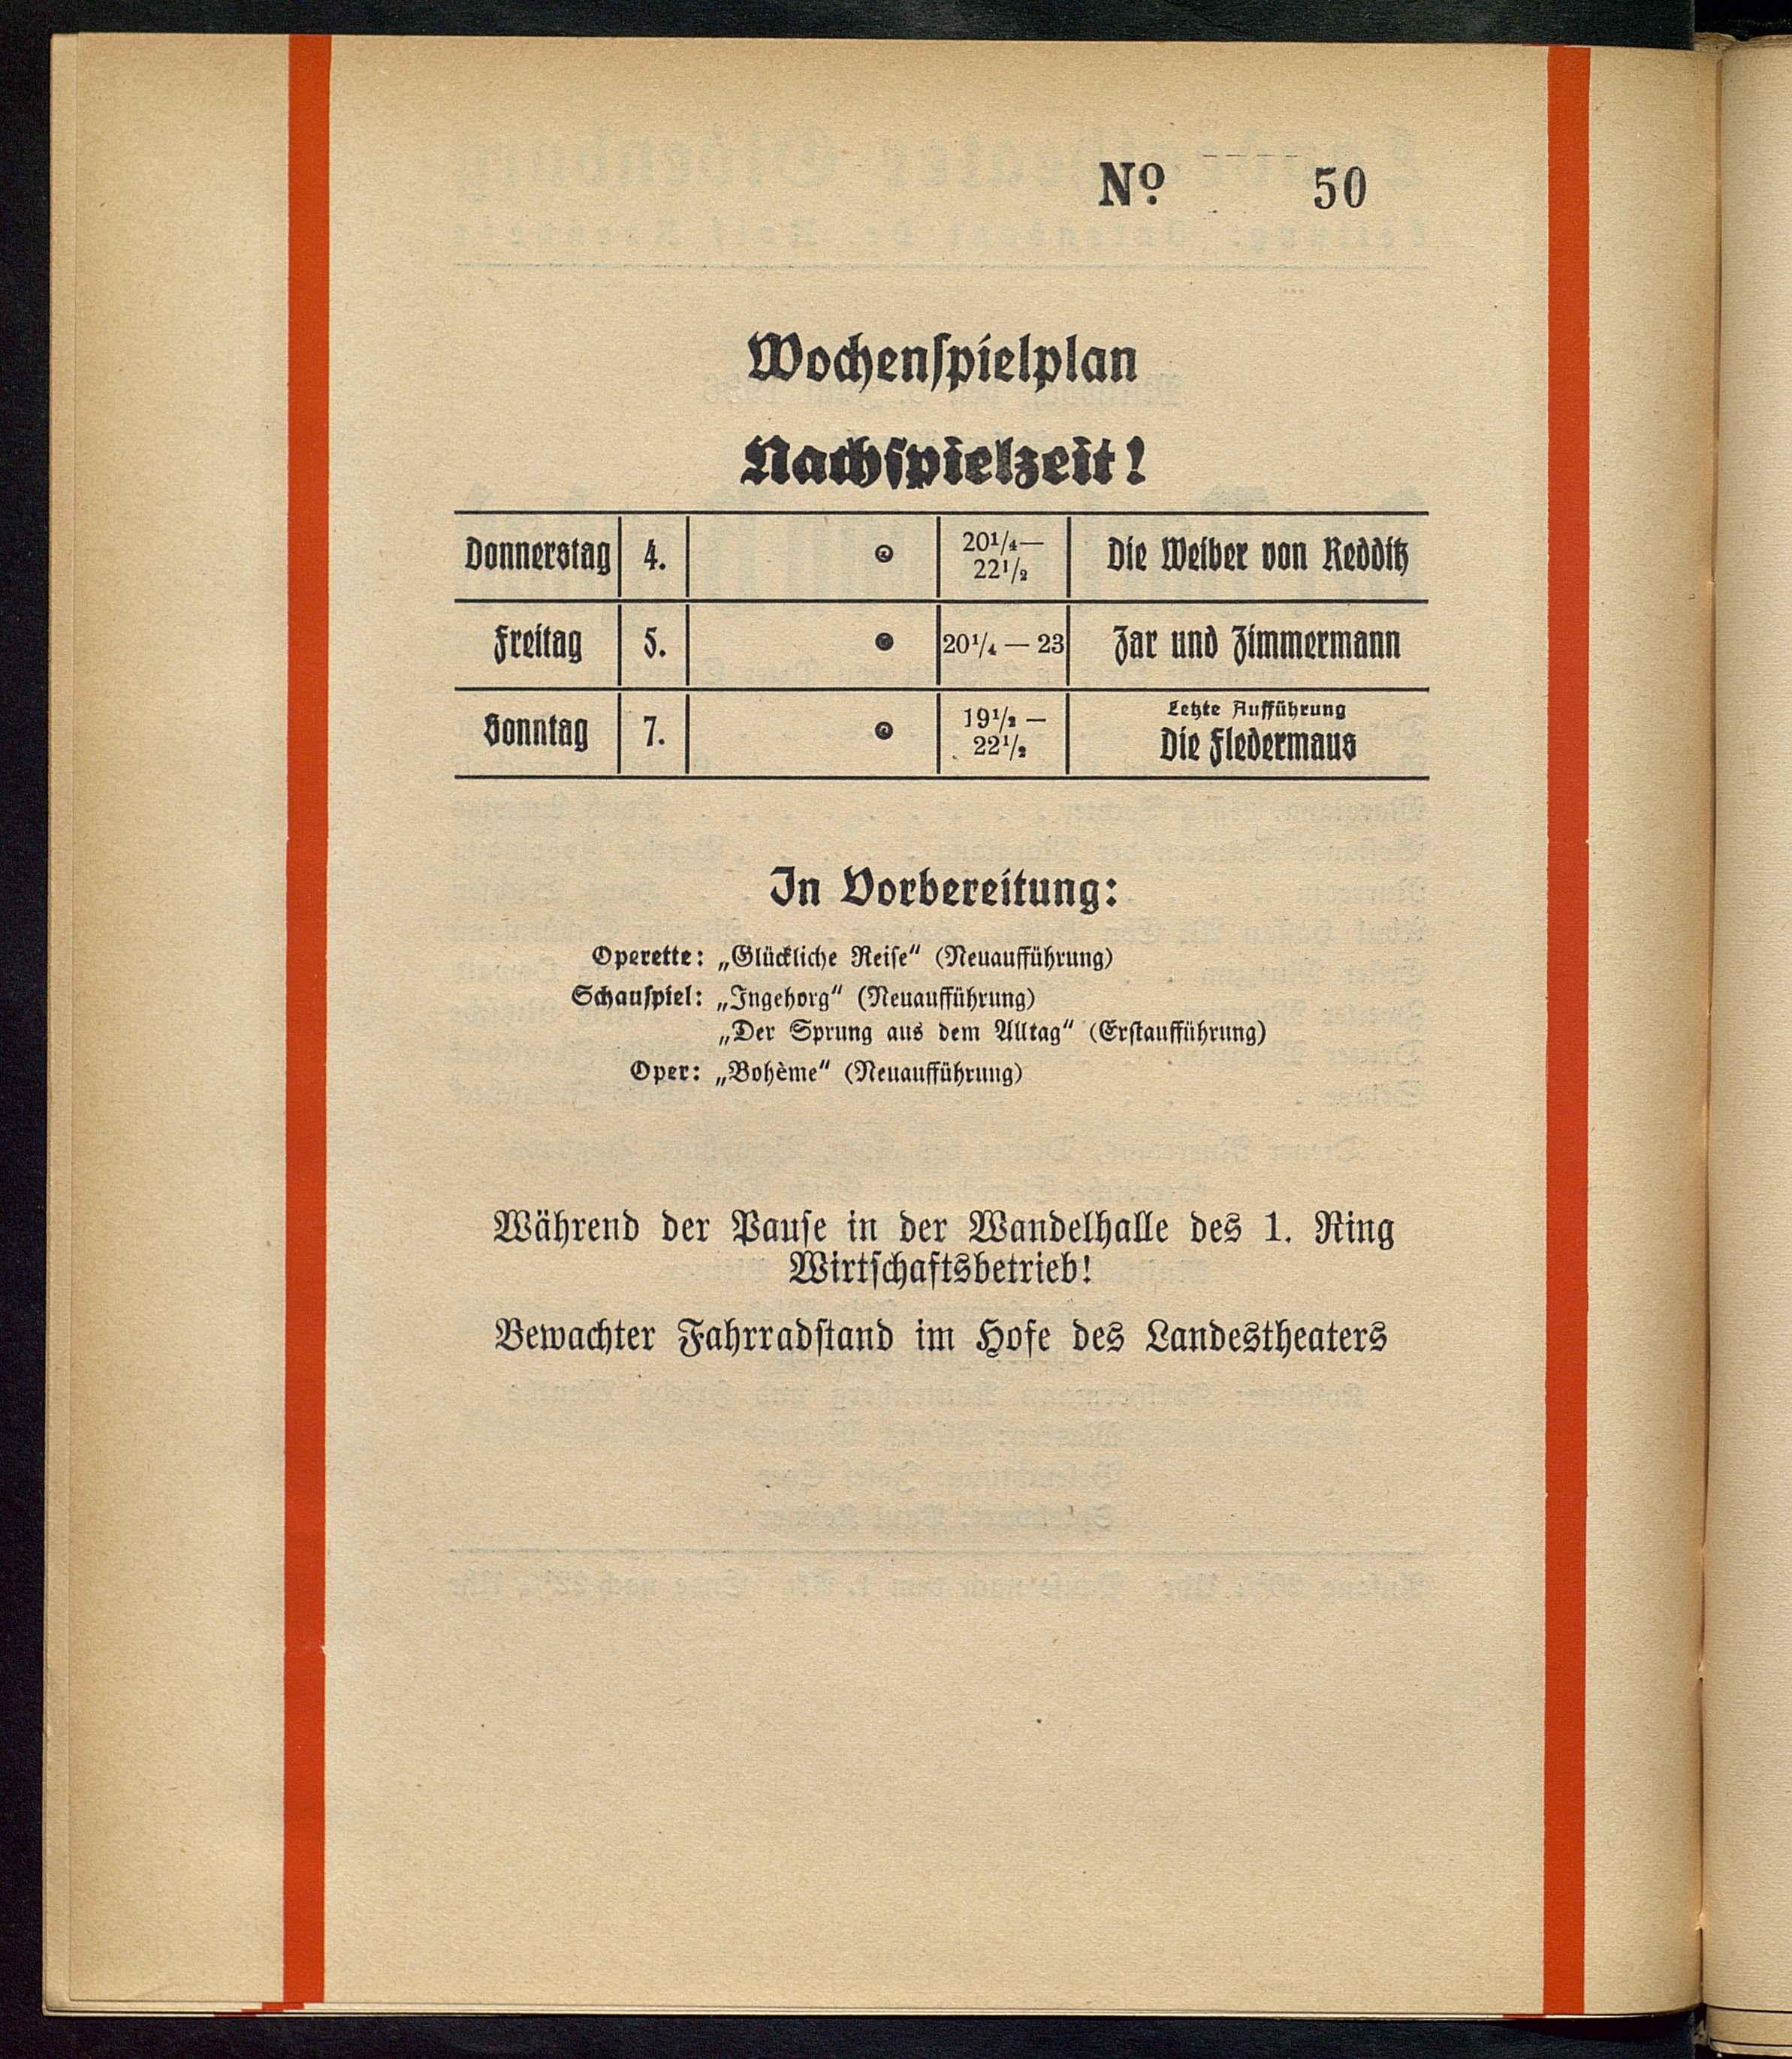 No. 50
Wochenspielplan
Nachspielzeit!
Donnerstag 4. 20¼— 22½ Die Weiber von Redditz
Freitag 5. 20¼ — 23 Zar und Zimmermann
Sonntag 7. 19½ — 22½ Letzte Aufführung Die Fledermaus
In Vorbereitung:
Operette: „Glückliche Reise“ (Neuaufführung)
Schauspiel: „Ingeborg“ (Neuaufführung)
„Der Sprung aus dem Alltag“ (Erstaufführung)
Oper: „Bohème“ (Neuaufführung)
Während der Pause in der Wandelhalle des 1. Ring
Wirtschaftsbetrieb!
Bewachter Fahrradstand im Hofe des Landestheaters